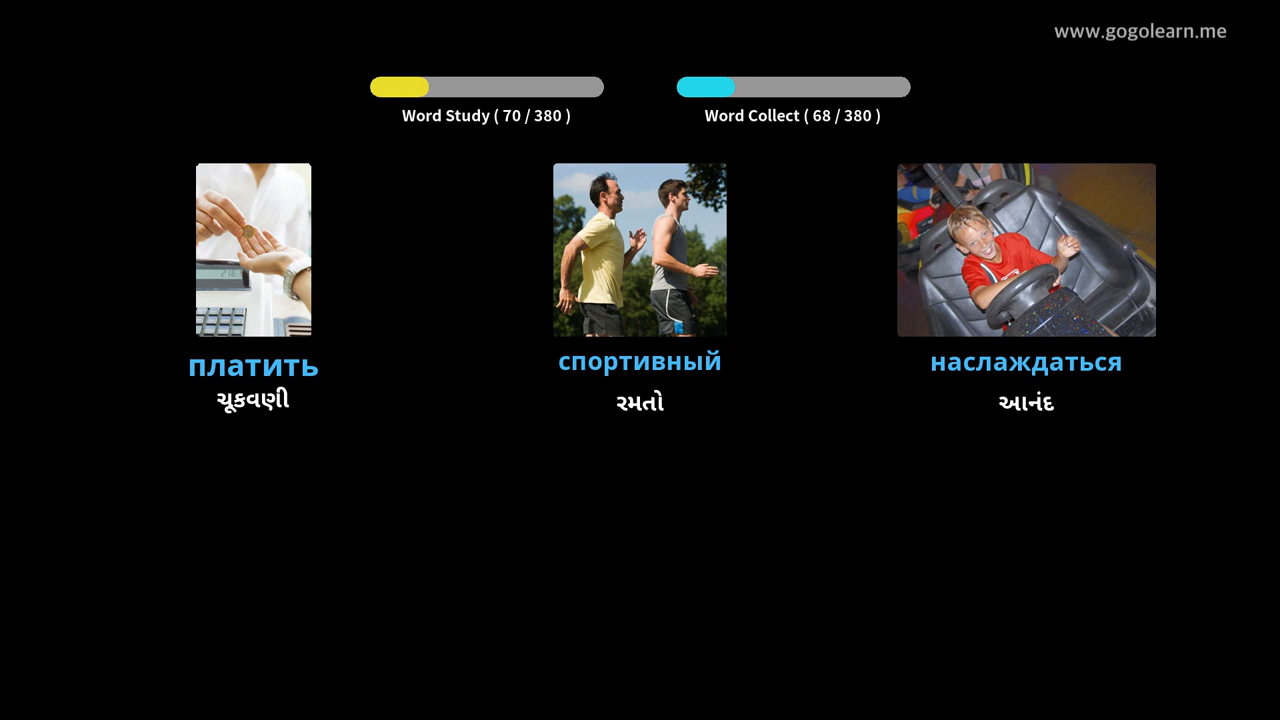 www.gogolearn.me
Word Study ( 70 / 380 )
Word Collect ( 68 / 380 )
платить
спортивный
наслаждаться
ચૂકવણી
રમતો
આનંદ